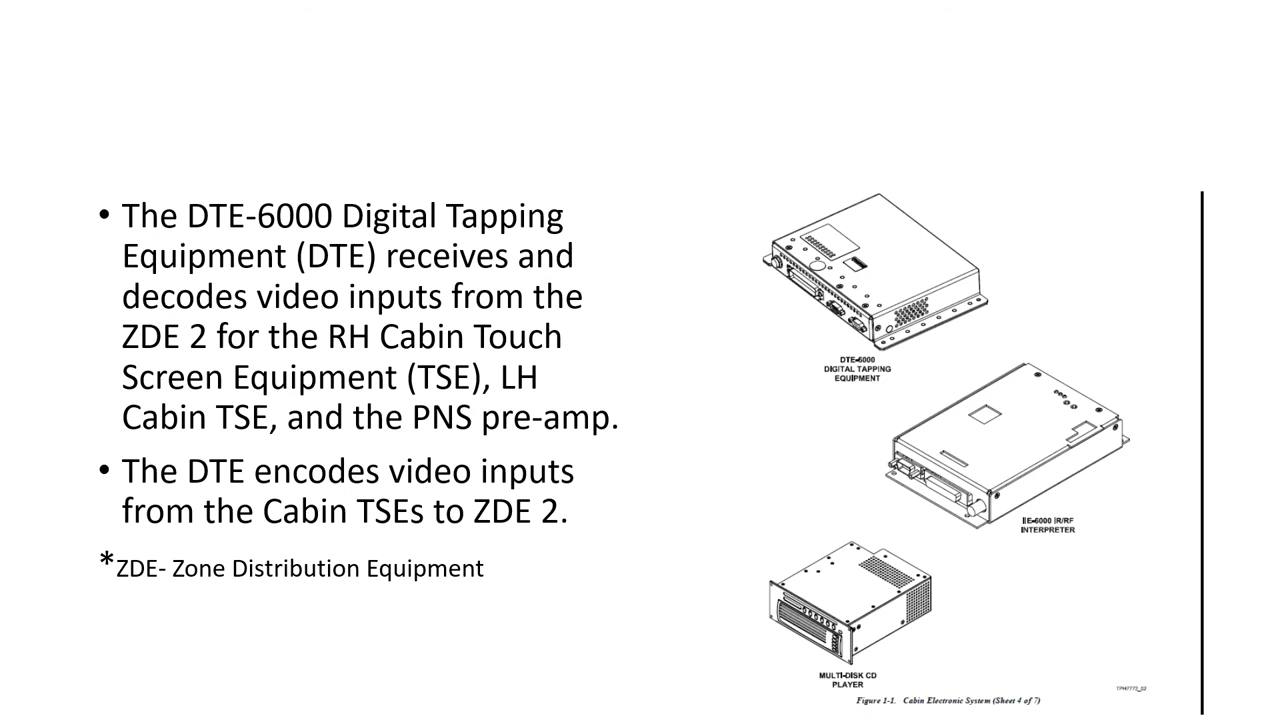 • The DTE-6000 Digital Tapping
Equipment (DTE) receives and
decodes video inputs from the
ZDE 2 for the RH Cabin Touch
Screen Equipment (TSE), LH
Cabin TSE, and the PNS pre-amp.
• The DTE encodes video inputs
from the Cabin TSEs to ZDE 2.
*ZDE- Zone Distribution Equipment
DTE-6000
DIGITAL TAPPING
EQUIPMENT
IIE-6000 IR/RF
INTERPRETER
MULTI-DISK CD
PLAYER
TPH7772_02
Figure 1-1. Cabin Electronic System (Sheet 4 of 7)